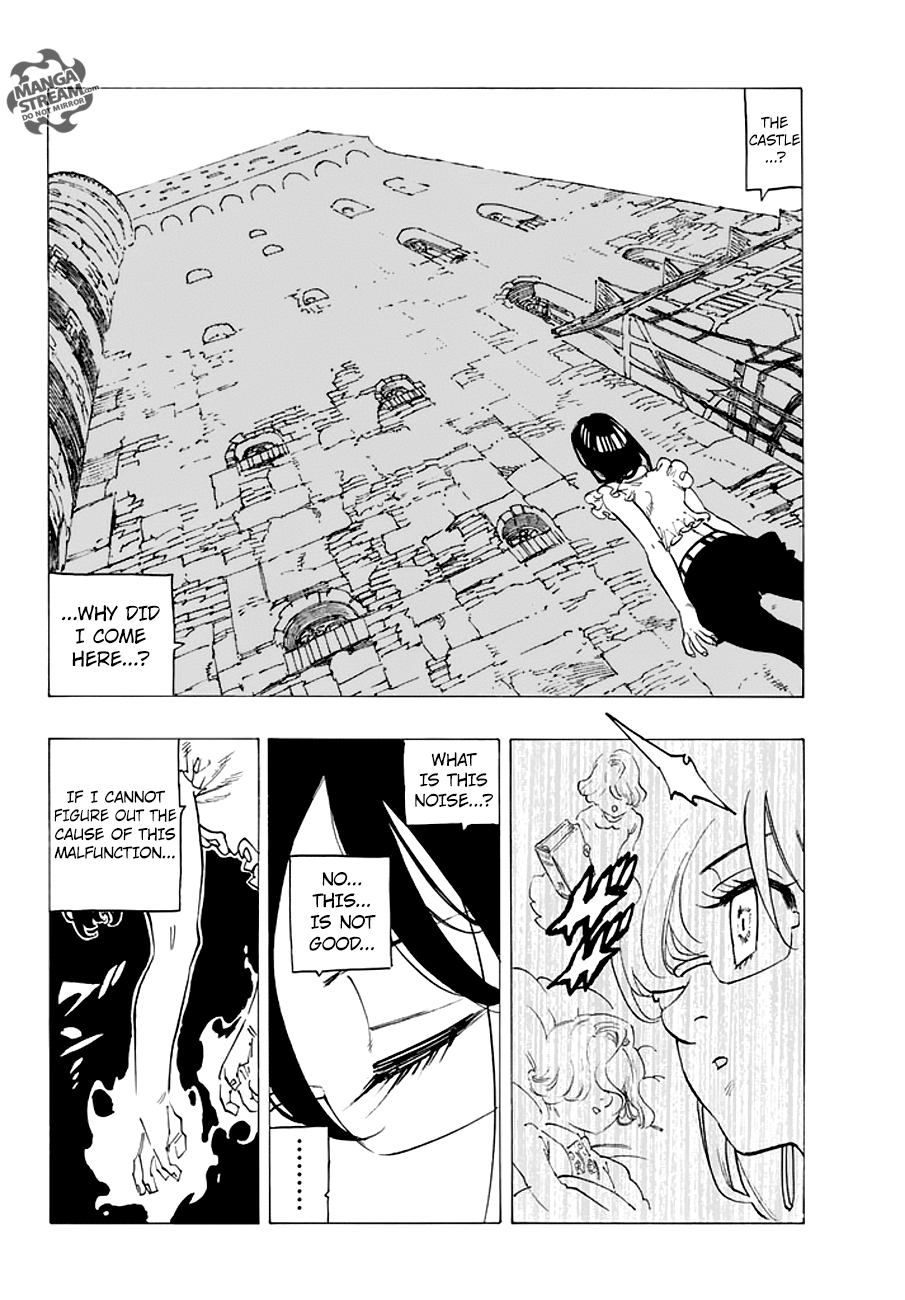 MANGA
STREAM.com
DO NOT MIRROR
THE
CASTLE
...?
...WHY DID
I COME
HERE...?
WHAT
IS THIS
NOISE...?
NO...
THIS...
IS NOT
GOOD...
.........
IF I CANNOT
FIGURE OUT THE
CAUSE OF THIS
MALFUNCTION...